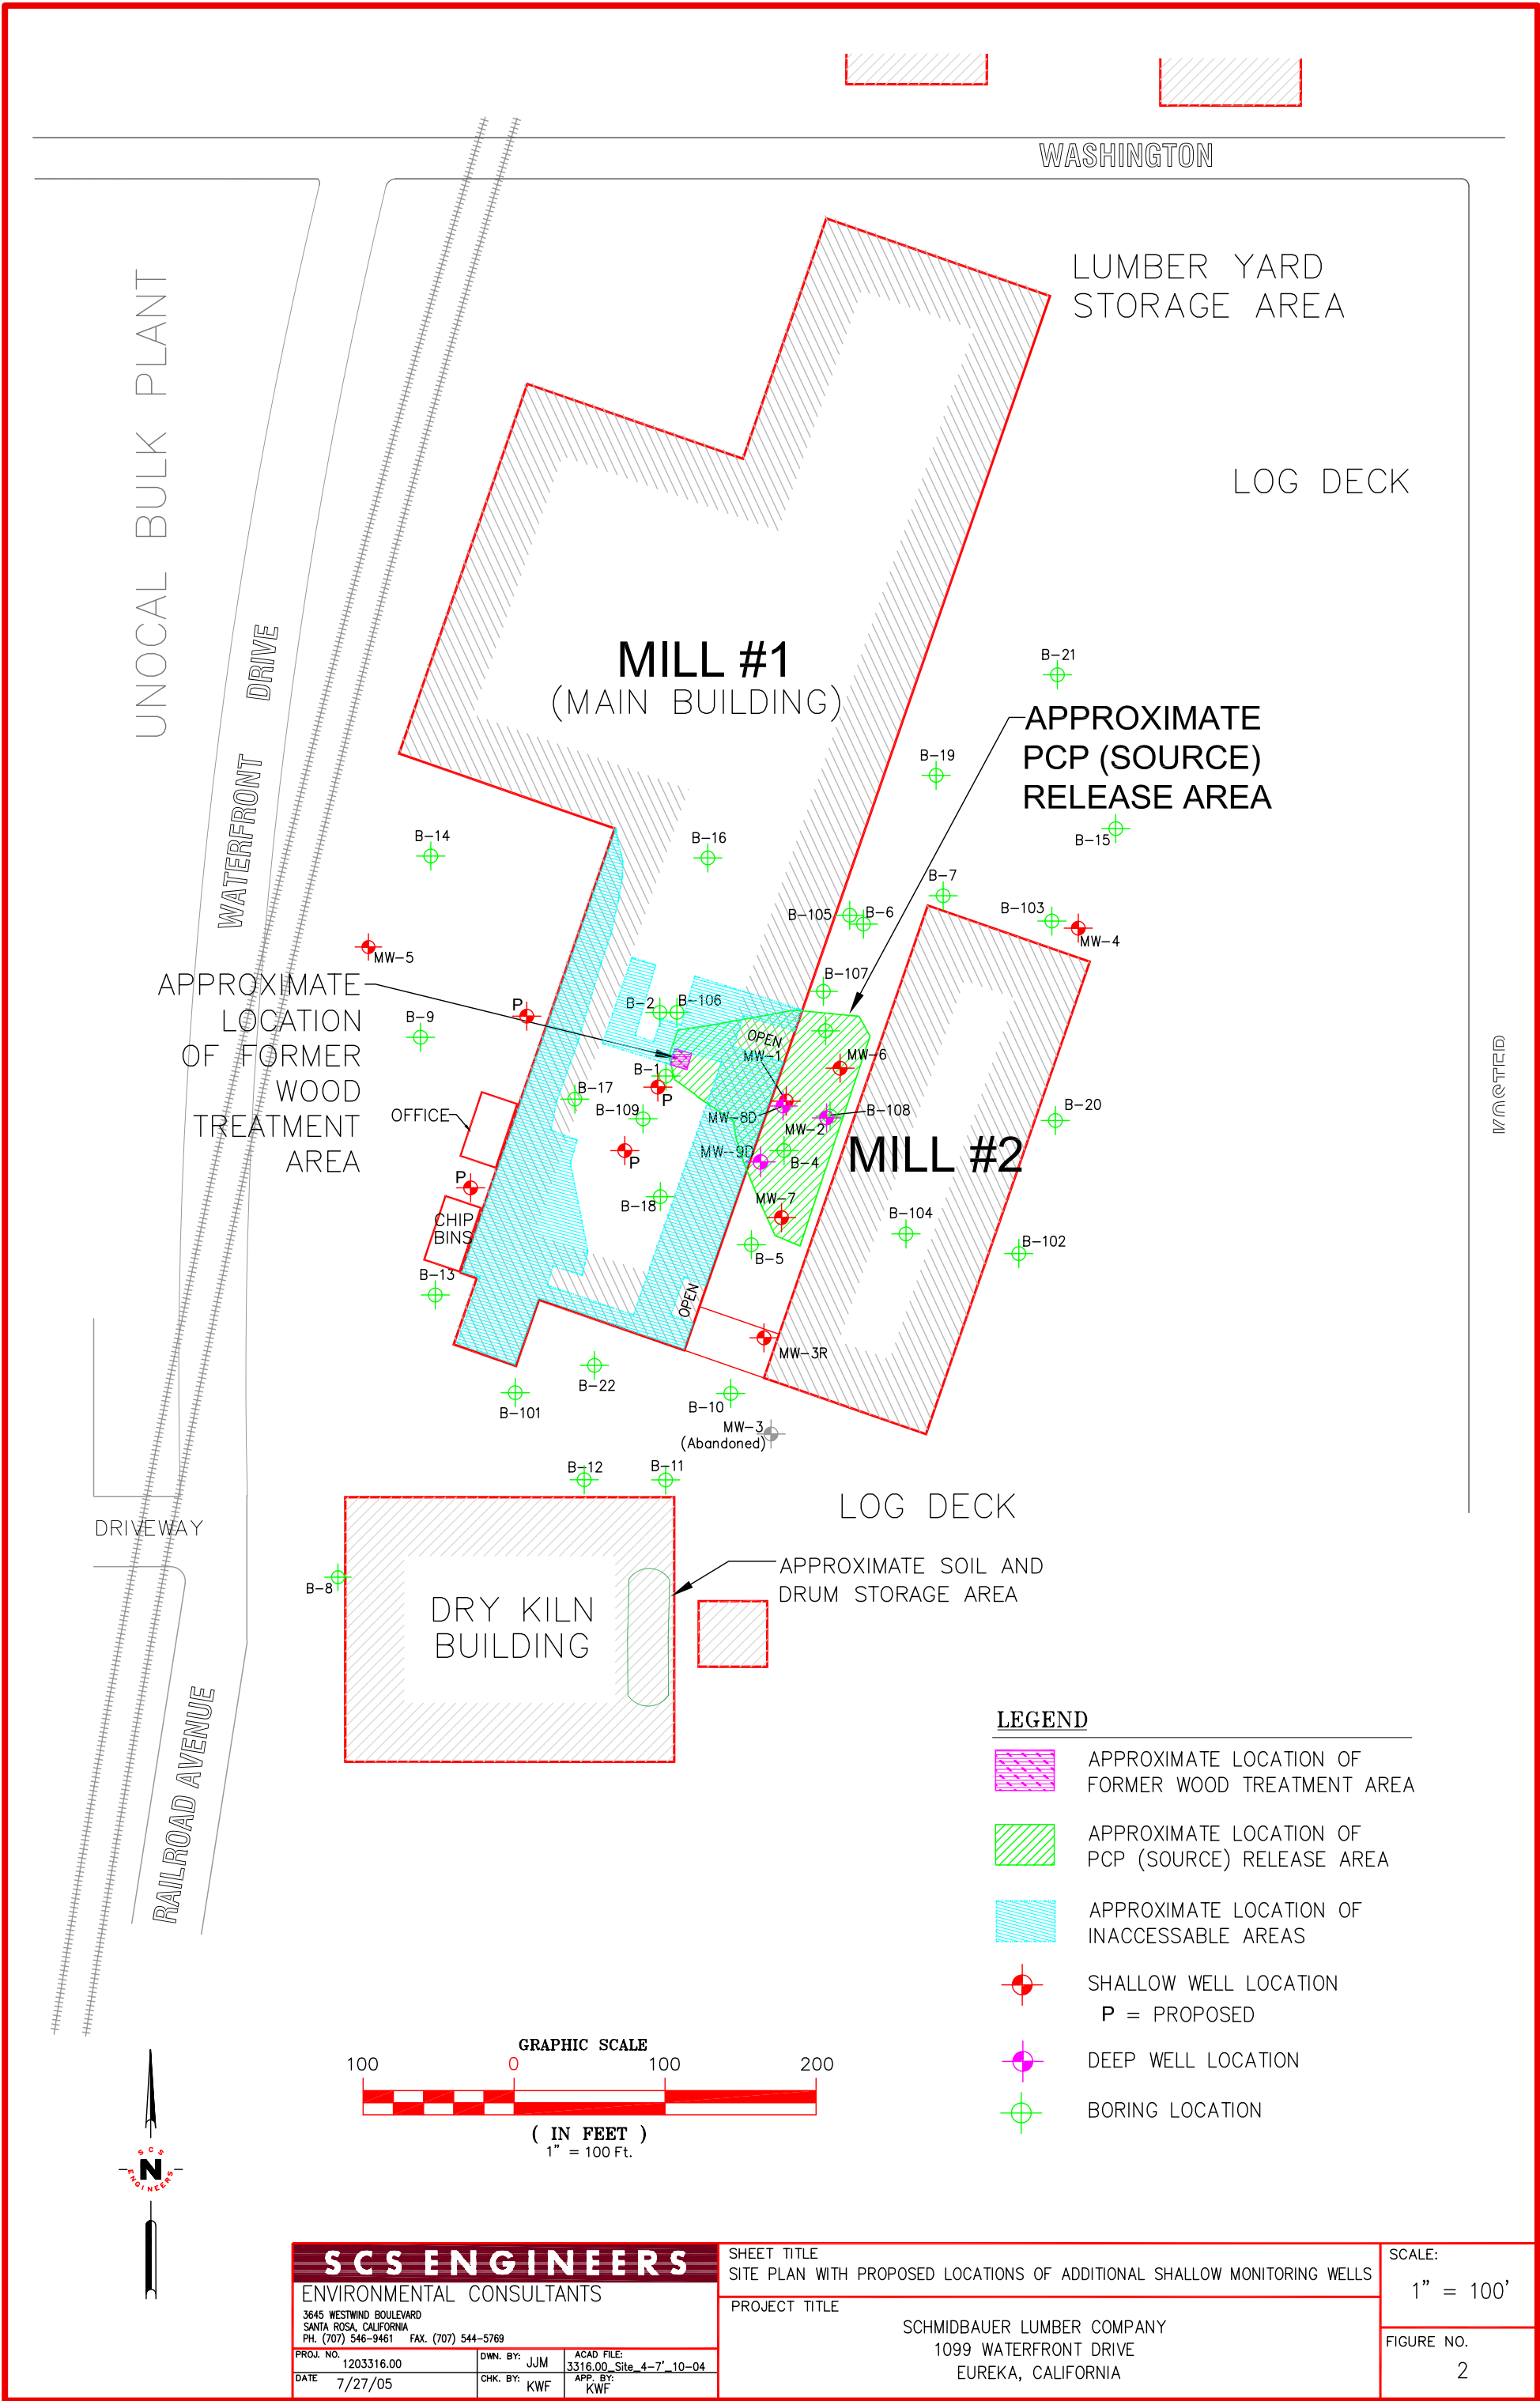 WASHINGTON
LUMBER YARD
STORAGE AREA
UNOCAL BULK PLANT
LOG DECK
WATERFRONT DRIVE
MILL #1
(MAIN BUILDING)
B-21
APPROXIMATE
PCP (SOURCE)
RELEASE AREA
B-19
B-15
B-14
B-16
B-7
B-105
B-6
B-103
MW-4
MW-5
APPROXIMATE
LOCATION
OF FORMER
WOOD
TREATMENT
AREA
B-107
P
B-2
B-106
B-9
OPEN
MW-1
MW-6
B-1
P
B-17
B-109
OFFICE
MW-8D
MW-2
B-108
B-20
MILL #2
P
MW-9D
B-4
P
B-18
MW-7
CHIP
BINS
B-104
B-5
B-102
B-13
OPEN
MW-3R
B-22
B-101
B-10
MW-3
(Abandoned)
B-12
B-11
LOG DECK
DRIVEWAY
B-8
APPROXIMATE SOIL AND
DRUM STORAGE AREA
DRY KILN
BUILDING
RAILROAD AVENUE
LEGEND
APPROXIMATE LOCATION OF
FORMER WOOD TREATMENT AREA
APPROXIMATE LOCATION OF
PCP (SOURCE) RELEASE AREA
APPROXIMATE LOCATION OF
INACCESSABLE AREAS
SHALLOW WELL LOCATION
P = PROPOSED
DEEP WELL LOCATION
BORING LOCATION
GRAPHIC SCALE
100 0 100 200
( IN FEET )
1" = 100 Ft.
SCS
N
ENGINEERS
SCS ENGINEERS
ENVIRONMENTAL CONSULTANTS
3645 WESTWIND BOULEVARD
SANTA ROSA, CALIFORNIA
PH. (707) 546-9461 FAX. (707) 544-5769
PROJ. NO.
1203316.00
DWN. BY: JJM
ACAD FILE:
3316.00_Site_4-7'_10-04
DATE 7/27/05
CHK. BY: KWF
APP. BY:
KWF
SHEET TITLE
SITE PLAN WITH PROPOSED LOCATIONS OF ADDITIONAL SHALLOW MONITORING WELLS
PROJECT TITLE
SCHMIDBAUER LUMBER COMPANY
1099 WATERFRONT DRIVE
EUREKA, CALIFORNIA
SCALE:
1" = 100'
FIGURE NO.
2